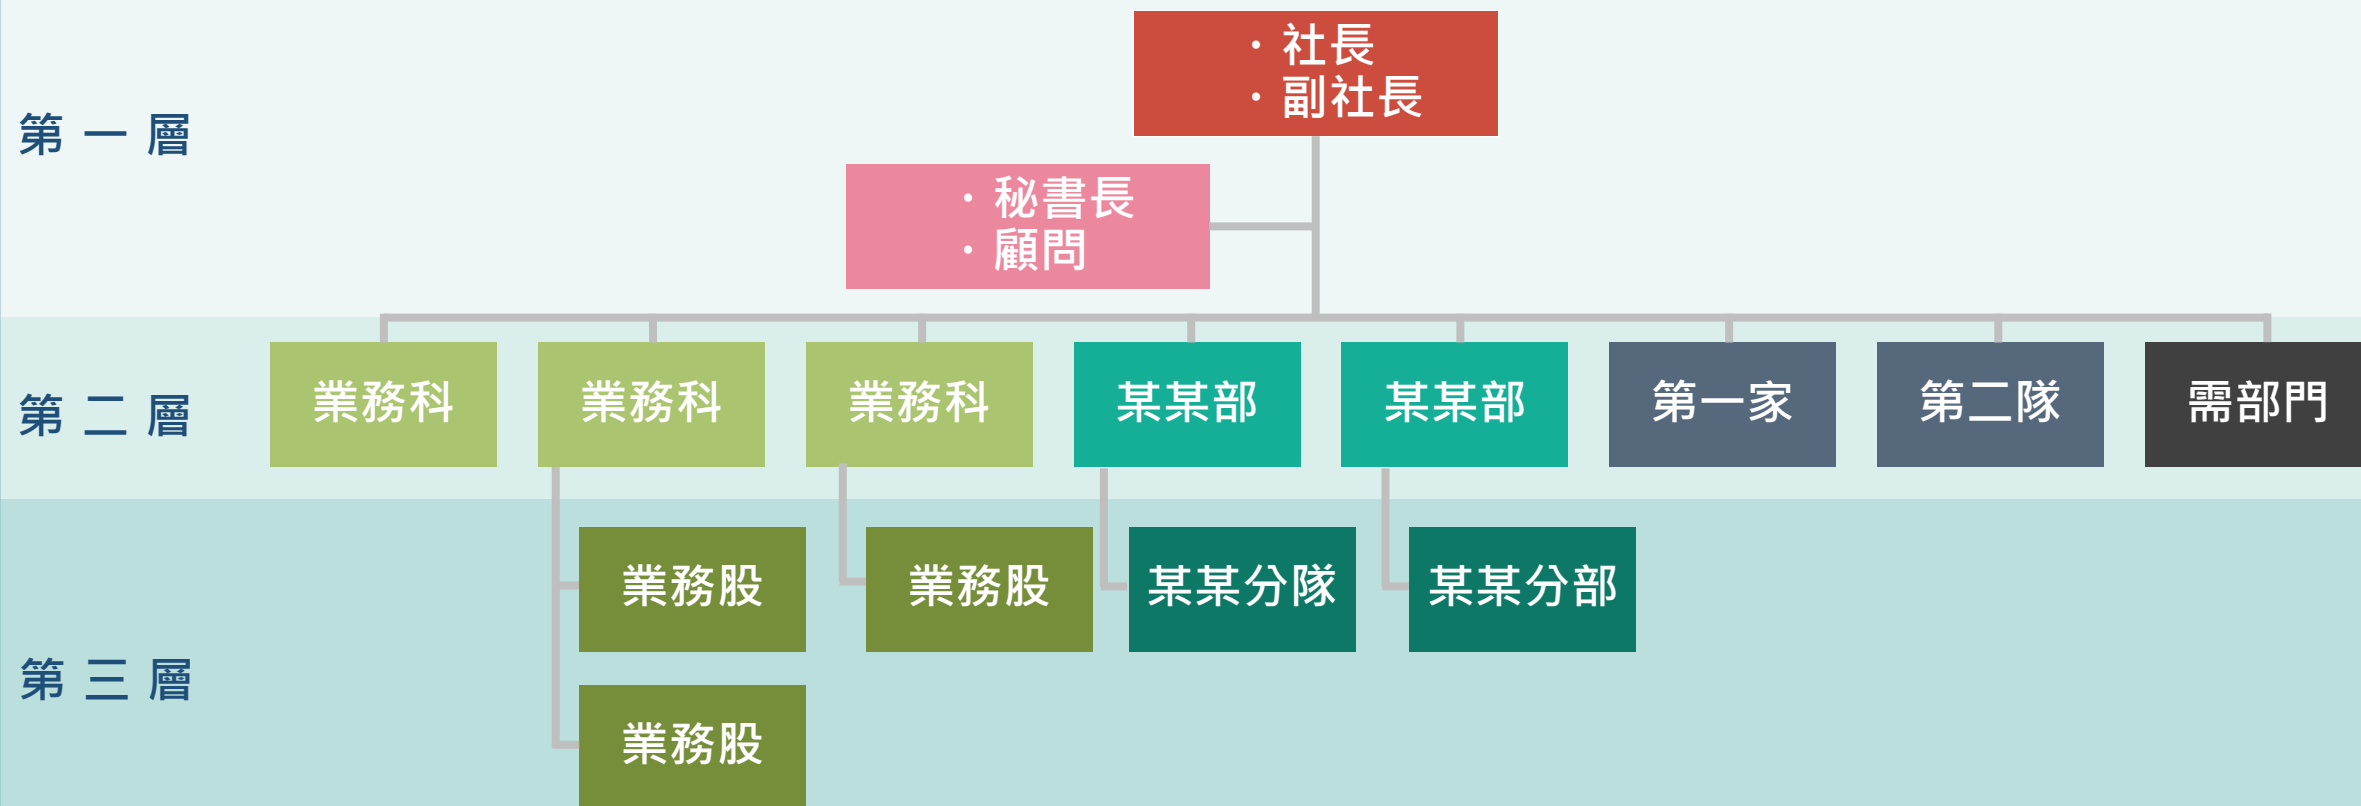 ・社長
・副社長
第一層
・秘書長
・顧問
第二層
業務科
業務科
業務科
某某部
某某部
第一家
第二隊
需部門
業務股
業務股
某某分隊
某某分部
第三層
業務股